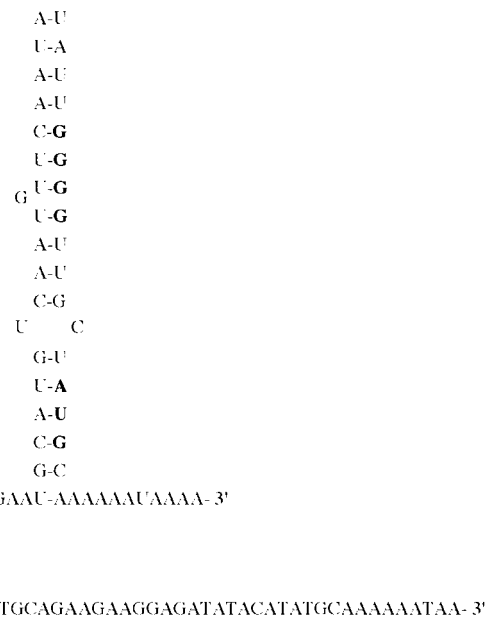 A-U
U-A
A-U
A-U
C-G
U-G
G U-G
U-G
A-U
A-U
C-G
U C
G-U
U-A
A-U
C-G
G-C
GAAU-AAAAAAUAAAA- 3'
TGCAGAAGAAGGAGATATACATATGCAAAAAATAA- 3'